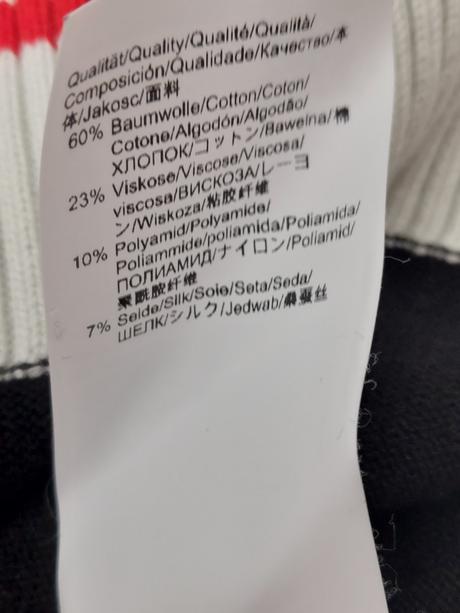 Qualität/Quality/Qualité/Qualità/
Composición/Qualidade/Качество/本
体/Jakosc/面料
60% Baumwolle/Cotton/Coton/
Cotone/Algodón/Algodão/
ХЛОПОК/コットン/Bawelna/棉
23% Viskose/Viscose/Viscosa/
viscose/ВИСКОЗА/レーヨ
ン/Wiskoza/粘胶纤维
10% Polyamid/Polyamide/
Poliammide/poliamida/Poliamida/
ПОЛИАМИД/ナイロン/Poliamid/
聚酰胺纤维
7% Seide/Silk/Soie/Seta/Seda/
ШЕЛК/シルク/Jedwab/桑蚕丝